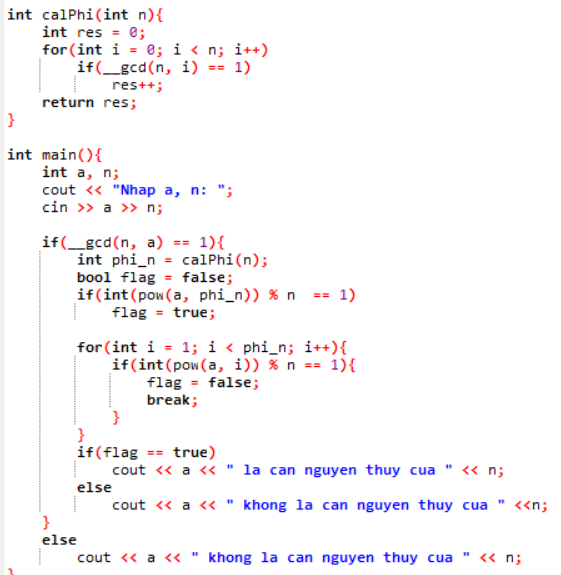 int calPhi(int n){
    int res = 0;
    for(int i = 0; i < n; i++)
        if(__gcd(n, i) == 1)
            res++;
    return res;
}

int main(){
    int a, n;
    cout << "Nhap a, n: ";
    cin >> a >> n;

    if(__gcd(n, a) == 1){
        int phi_n = calPhi(n);
        bool flag = false;
        if(int(pow(a, phi_n)) % n  == 1)
            flag = true;

        for(int i = 1; i < phi_n; i++){
            if(int(pow(a, i)) % n == 1){
                flag = false;
                break;
            }
        }
        if(flag == true)
            cout << a << " la can nguyen thuy cua " << n;
        else
            cout << a << " khong la can nguyen thuy cua " <<n;
    }
    else
        cout << a << " khong la can nguyen thuy cua " << n;
}